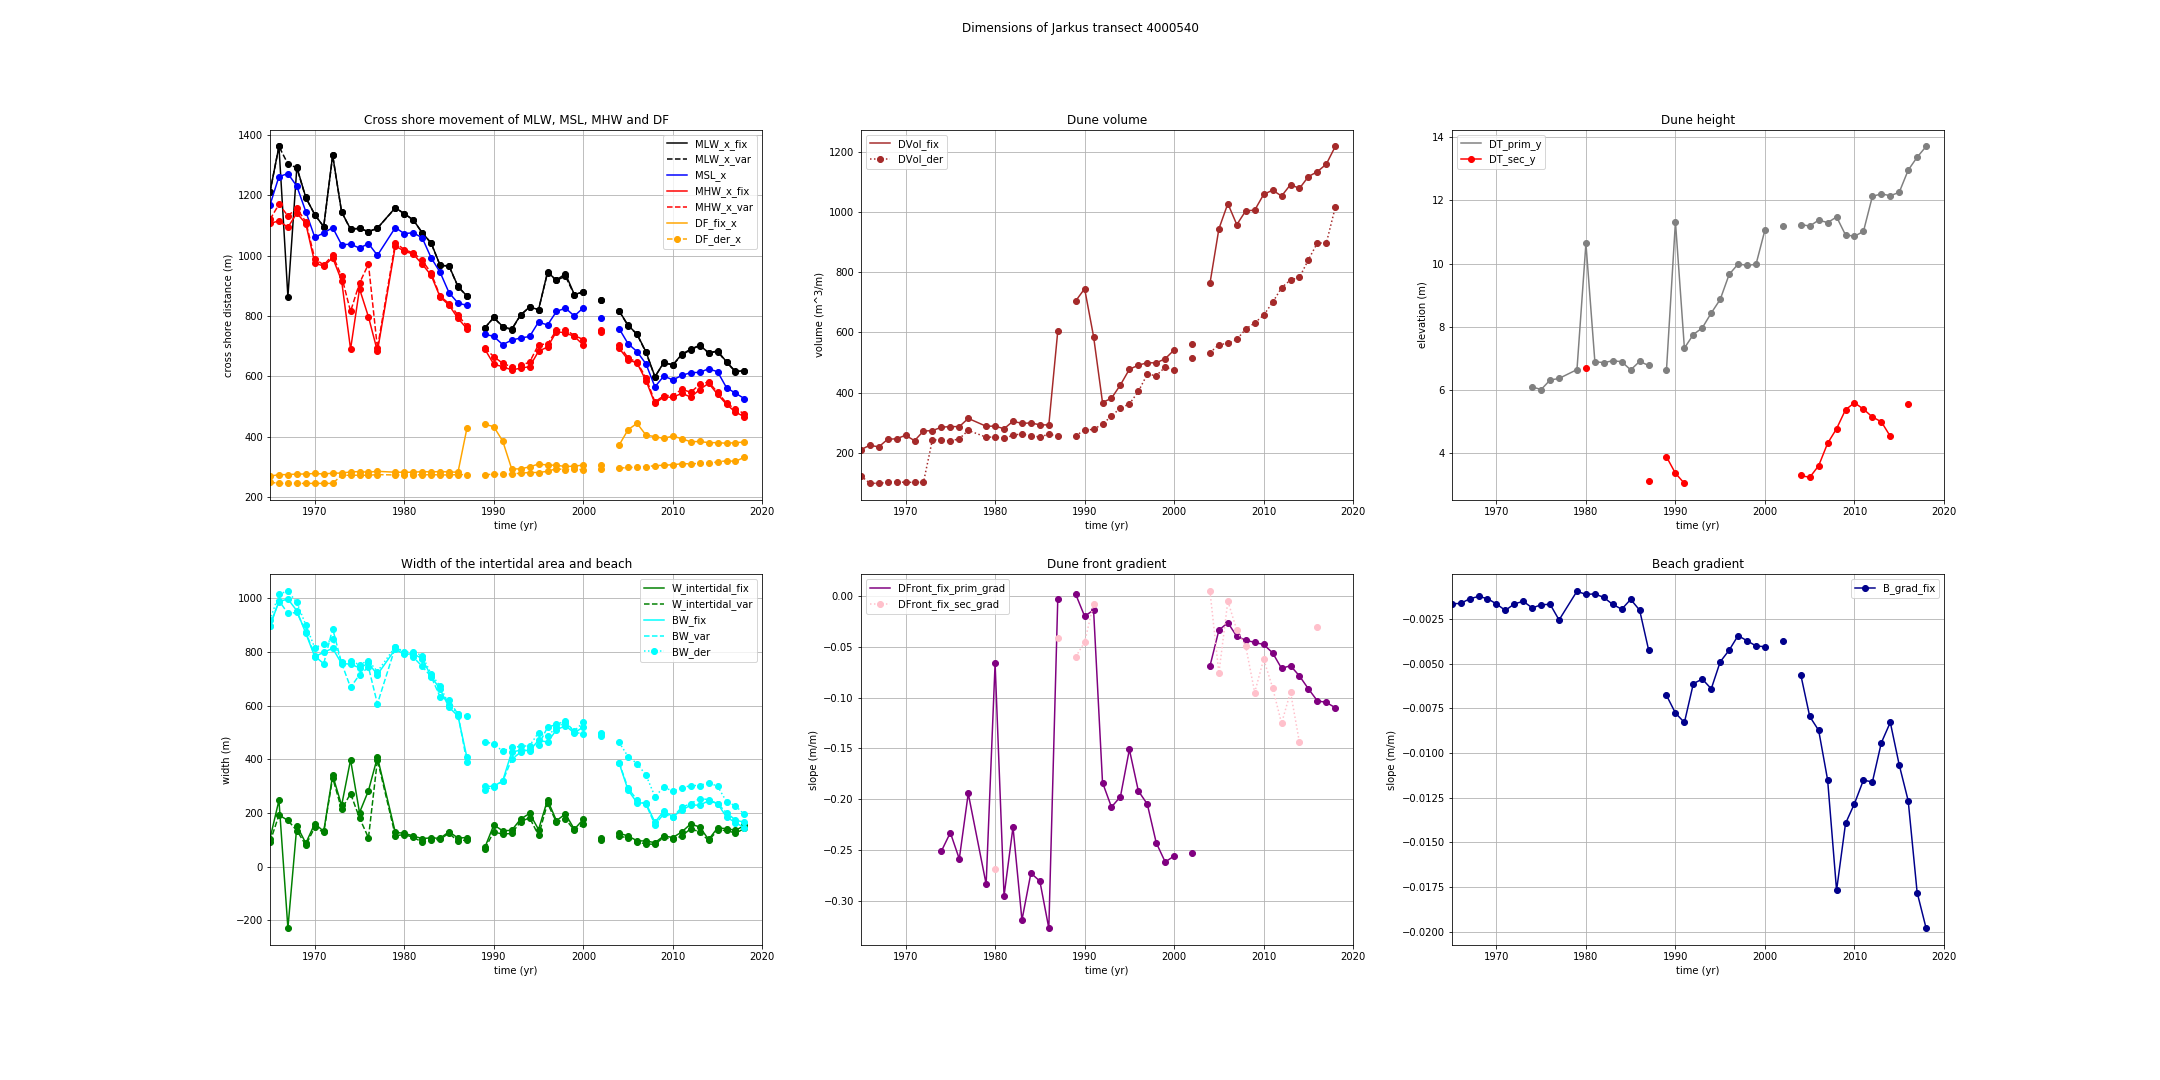 Dimensions of Jarkus transect 4000540
Cross shore movement of MLW, MSL, MHW and DF
1400
1200
1000
800
600
400
200
cross shore distance (m)
MLW_x_fix
MLW_x_var
MSL_x
MHW_x_fix
MHW_x_var
DF_fix_x
DF_der_x
1970 1980 1990 2000 2010 2020
time (yr)
Dune volume
1200
1000
800
600
400
200
volume (m^3/m)
DVol_fix
DVol_der
1970 1980 1990 2000 2010 2020
time (yr)
Dune height
14
12
10
8
6
4
elevation (m)
DT_prim_y
DT_sec_y
1970 1980 1990 2000 2010 2020
time (yr)
Width of the intertidal area and beach
1000
800
600
400
200
0
−200
width (m)
W_intertidal_fix
W_intertidal_var
BW_fix
BW_var
BW_der
1970 1980 1990 2000 2010 2020
time (yr)
Dune front gradient
0.00
−0.05
−0.10
−0.15
−0.20
−0.25
−0.30
slope (m/m)
DFront_fix_prim_grad
DFront_fix_sec_grad
1970 1980 1990 2000 2010 2020
time (yr)
Beach gradient
−0.0025
−0.0050
−0.0075
−0.0100
−0.0125
−0.0150
−0.0175
−0.0200
slope (m/m)
B_grad_fix
1970 1980 1990 2000 2010 2020
time (yr)